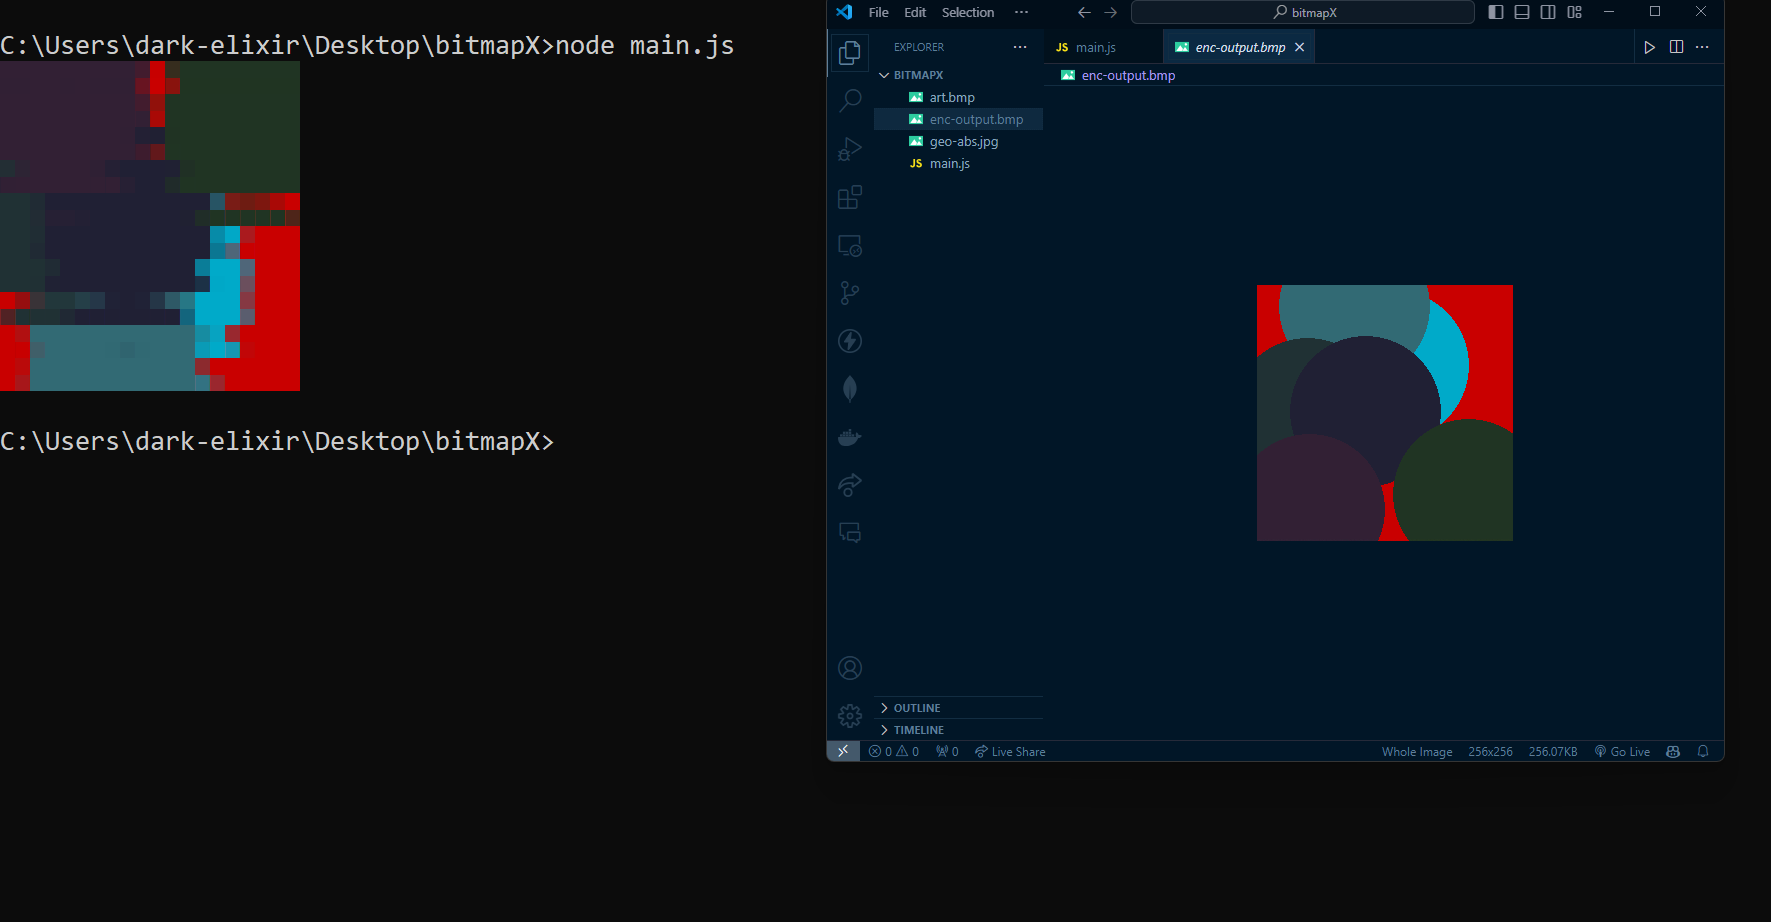 C:\Users\dark-elixir\Desktop\bitmapX>node main.js
C:\Users\dark-elixir\Desktop\bitmapX>
File Edit Selection ··· bitmapX
EXPLORER ···
JS main.js
enc-output.bmp
BITMAPX
enc-output.bmp
art.bmp
enc-output.bmp
geo-abs.jpg
JS main.js
OUTLINE
TIMELINE
0 0 0 Live Share Whole Image 256x256 256.07KB Go Live